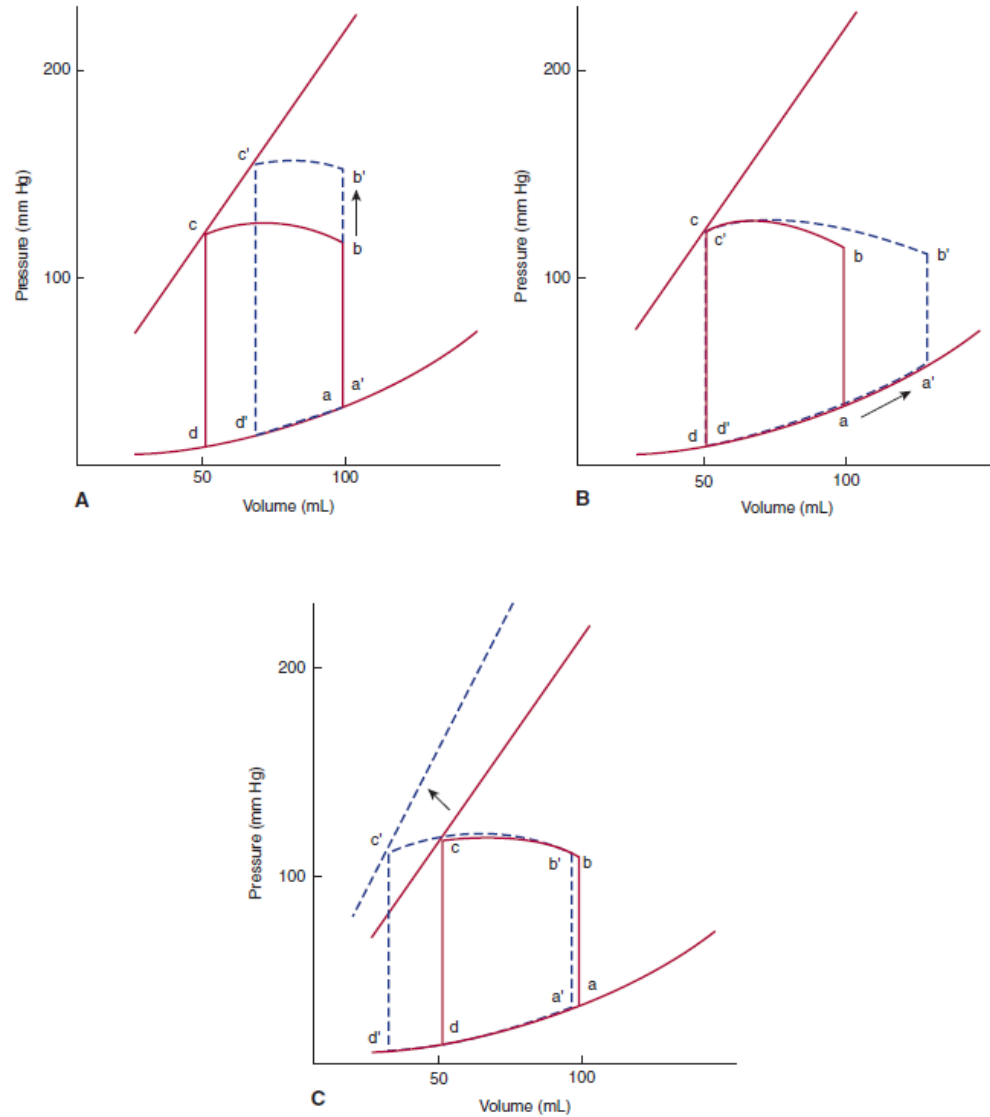 200
100
Pressure (mm Hg)
c'
b'
c
b
a'
a
d'
d
50
100
Volume (mL)
A
200
100
Pressure (mm Hg)
c
c'
b
b'
a'
a
d
d'
50
100
Volume (mL)
B
200
100
Pressure (mm Hg)
c'
c
b'
b
a'
a
d'
d
50
100
Volume (mL)
C